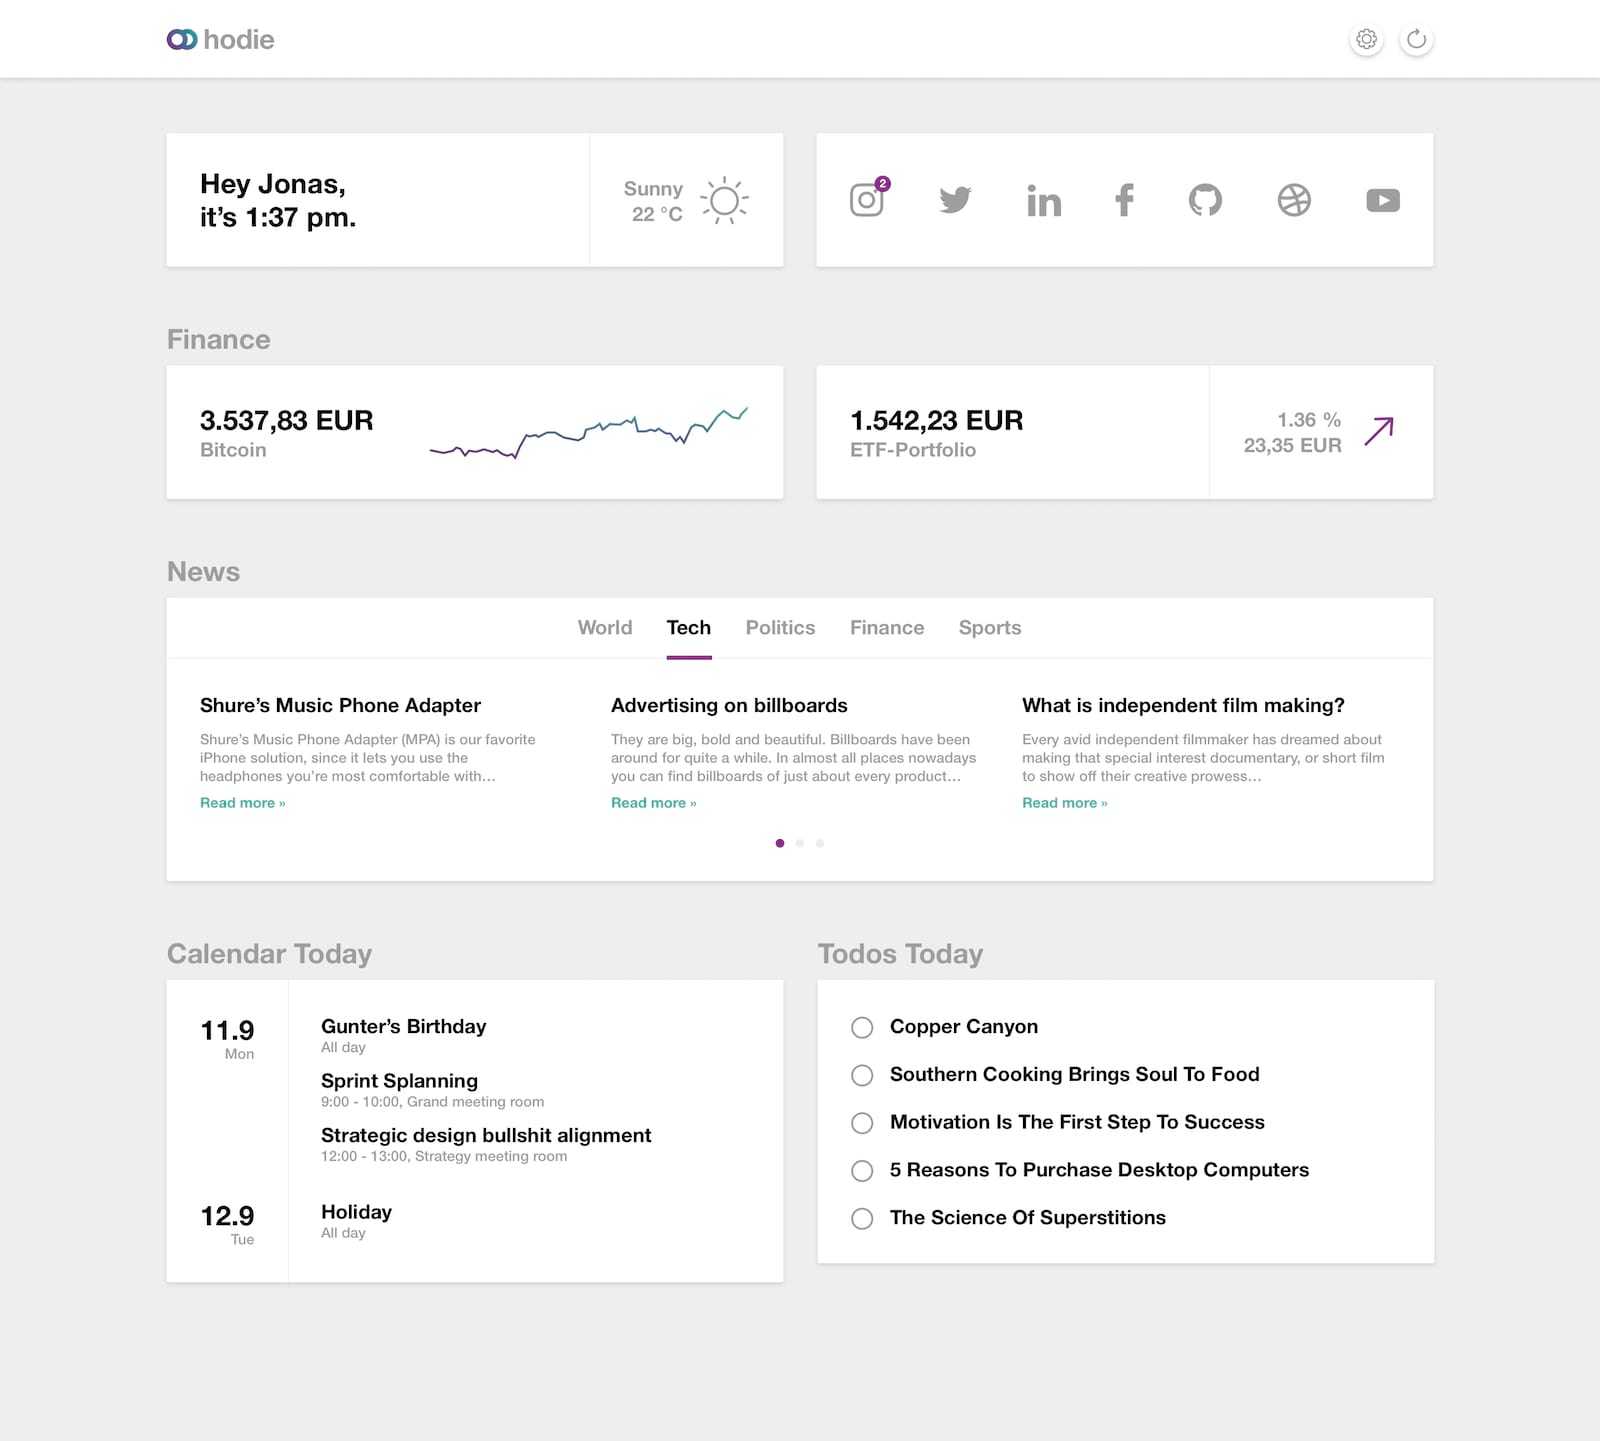 hodie
Hey Jonas,
it’s 1:37 pm.
Sunny
22 °C
2
Finance
3.537,83 EUR
Bitcoin
1.542,23 EUR
ETF-Portfolio
1.36 %
23,35 EUR
News
World Tech Politics Finance Sports
Shure’s Music Phone Adapter
Shure’s Music Phone Adapter (MPA) is our favorite
iPhone solution, since it lets you use the
headphones you’re most comfortable with…
Read more »
Advertising on billboards
They are big, bold and beautiful. Billboards have been
around for quite a while. In almost all places nowadays
you can find billboards of just about every product…
Read more »
What is independent film making?
Every avid independent filmmaker has dreamed about
making that special interest documentary, or short film
to show off their creative prowess…
Read more »
Calendar Today
11.9
Mon
Gunter’s Birthday
All day
Sprint Splanning
9:00 - 10:00, Grand meeting room
Strategic design bullshit alignment
12:00 - 13:00, Strategy meeting room
12.9
Tue
Holiday
All day
Todos Today
Copper Canyon
Southern Cooking Brings Soul To Food
Motivation Is The First Step To Success
5 Reasons To Purchase Desktop Computers
The Science Of Superstitions